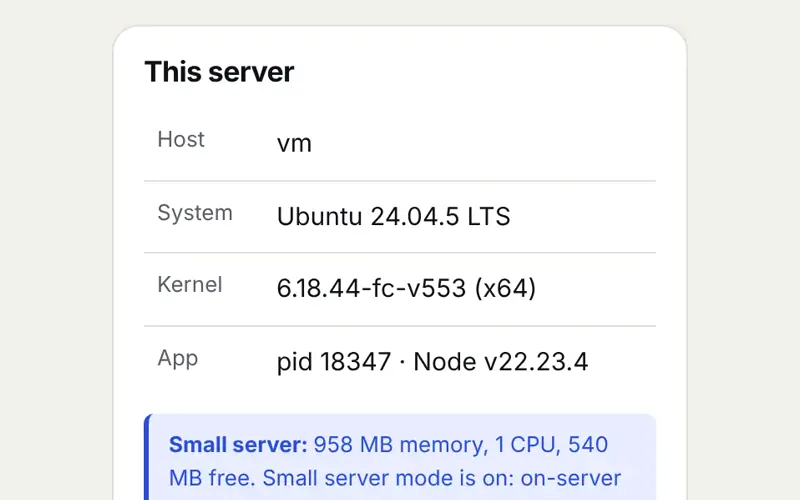 This server
Host vm
System Ubuntu 24.04.5 LTS
Kernel 6.18.44-fc-v553 (x64)
App pid 18347 · Node v22.23.4
Small server: 958 MB memory, 1 CPU, 540
MB free. Small server mode is on: on-server